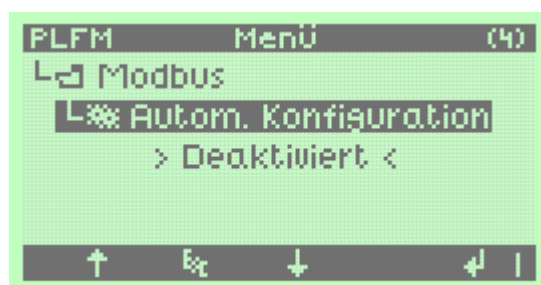 PLFM Menü (4)
Modbus
Autom. Konfiguration
> Deaktiviert <